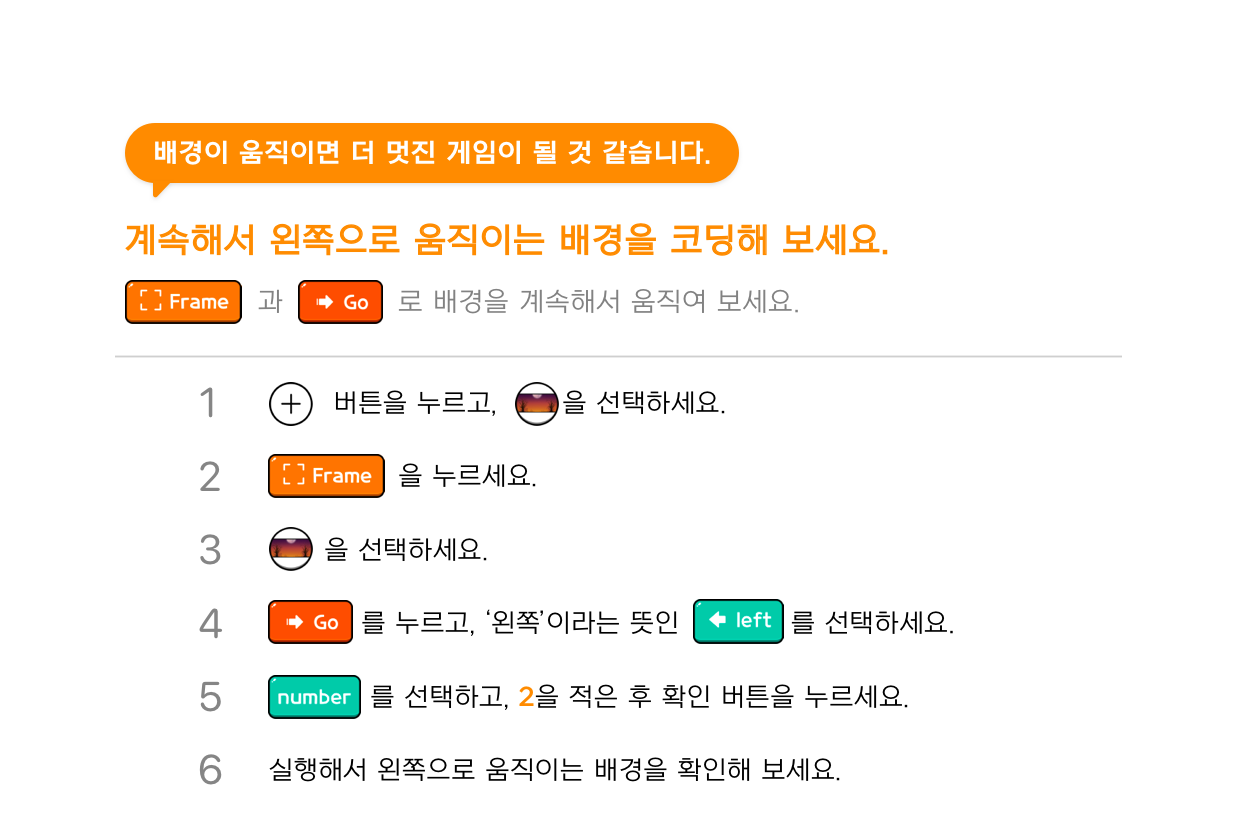 배경이 움직이면 더 멋진 게임이 될 것 같습니다.
계속해서 왼쪽으로 움직이는 배경을 코딩해 보세요.
Frame 과 Go 로 배경을 계속해서 움직여 보세요.
1 버튼을 누르고, 을 선택하세요.
2 Frame 을 누르세요.
3 을 선택하세요.
4 Go 를 누르고, ‘왼쪽’이라는 뜻인 left 를 선택하세요.
5 number 를 선택하고, 2을 적은 후 확인 버튼을 누르세요.
6 실행해서 왼쪽으로 움직이는 배경을 확인해 보세요.